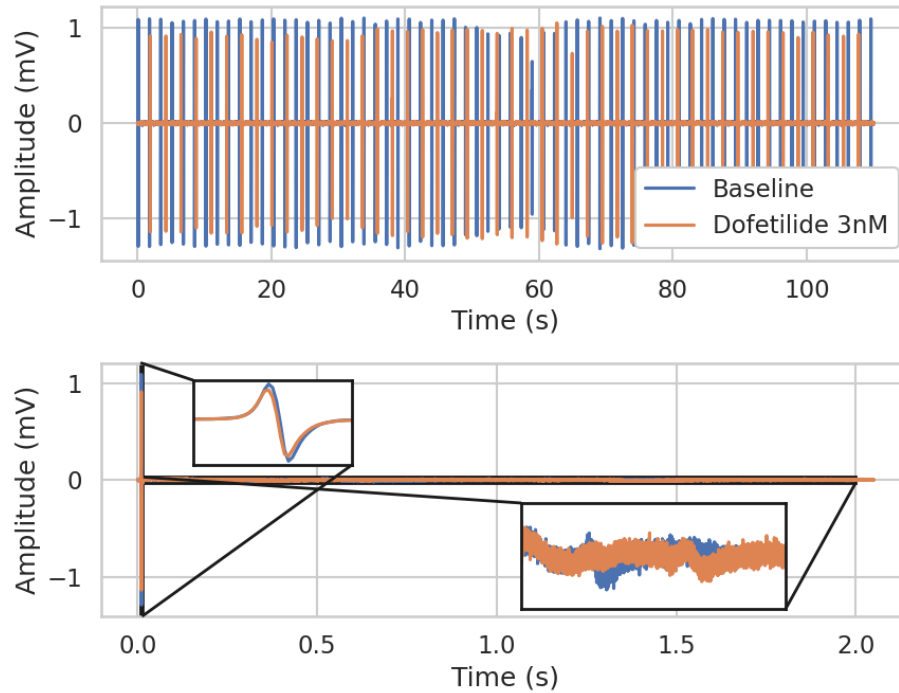 1
0
−1
Amplitude (mV)
Baseline
Dofetilide 3nM
0 20 40 60 80 100
Time (s)
1
0
−1
Amplitude (mV)
0.0 0.5 1.0 1.5 2.0
Time (s)